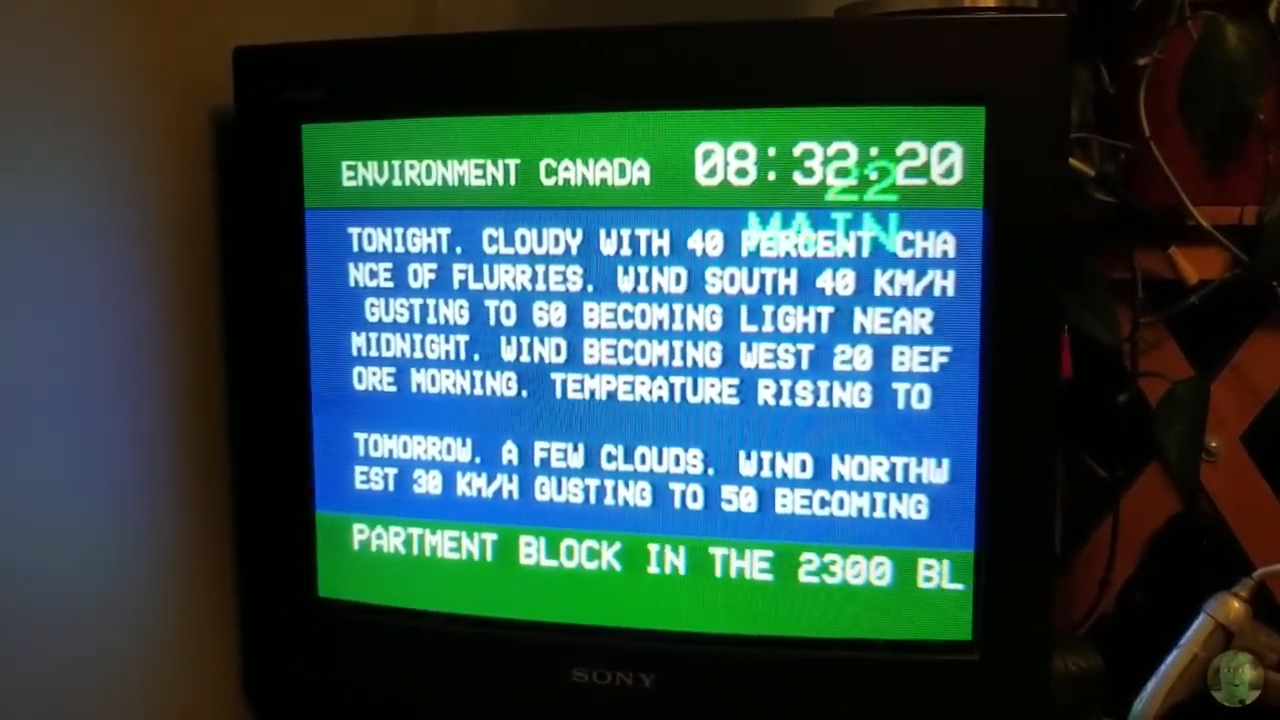 ENVIRONMENT CANADA 08:32:20
22
MAIN
TONIGHT. CLOUDY WITH 40 PERCENT CHA
NCE OF FLURRIES. WIND SOUTH 40 KM/H
GUSTING TO 60 BECOMING LIGHT NEAR
MIDNIGHT. WIND BECOMING WEST 20 BEF
ORE MORNING. TEMPERATURE RISING TO
TOMORROW. A FEW CLOUDS. WIND NORTHW
EST 30 KM/H GUSTING TO 50 BECOMING
PARTMENT BLOCK IN THE 2300 BL
SONY